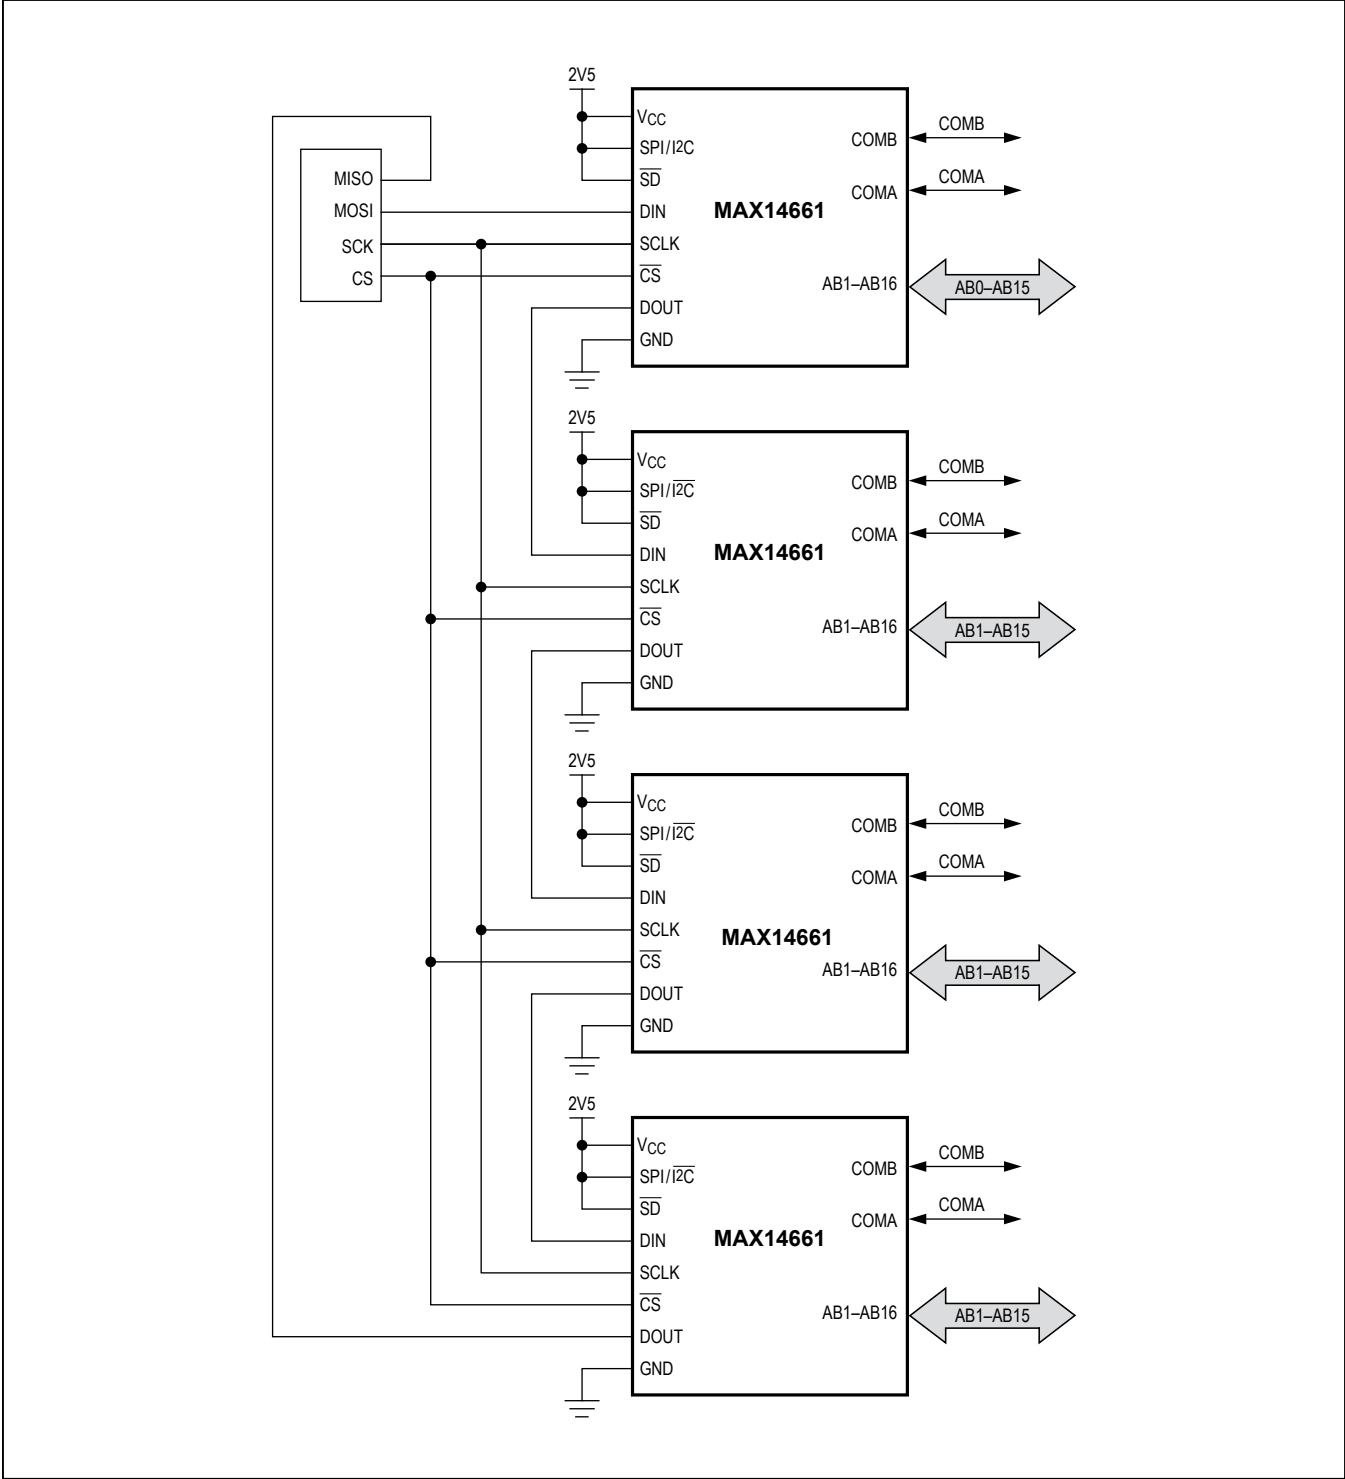 2V5
VCC
SPI/I2C
SD
DIN
SCLK
CS
DOUT
GND
MAX14661
COMB
COMA
AB1–AB16
COMB
COMA
AB0–AB15
MISO
MOSI
SCK
CS
2V5
VCC
SPI/I2C
SD
DIN
SCLK
CS
DOUT
GND
MAX14661
COMB
COMA
AB1–AB16
COMB
COMA
AB1–AB15
2V5
VCC
SPI/I2C
SD
DIN
SCLK
CS
DOUT
GND
MAX14661
COMB
COMA
AB1–AB16
COMB
COMA
AB1–AB15
2V5
VCC
SPI/I2C
SD
DIN
SCLK
CS
DOUT
GND
MAX14661
COMB
COMA
AB1–AB16
COMB
COMA
AB1–AB15